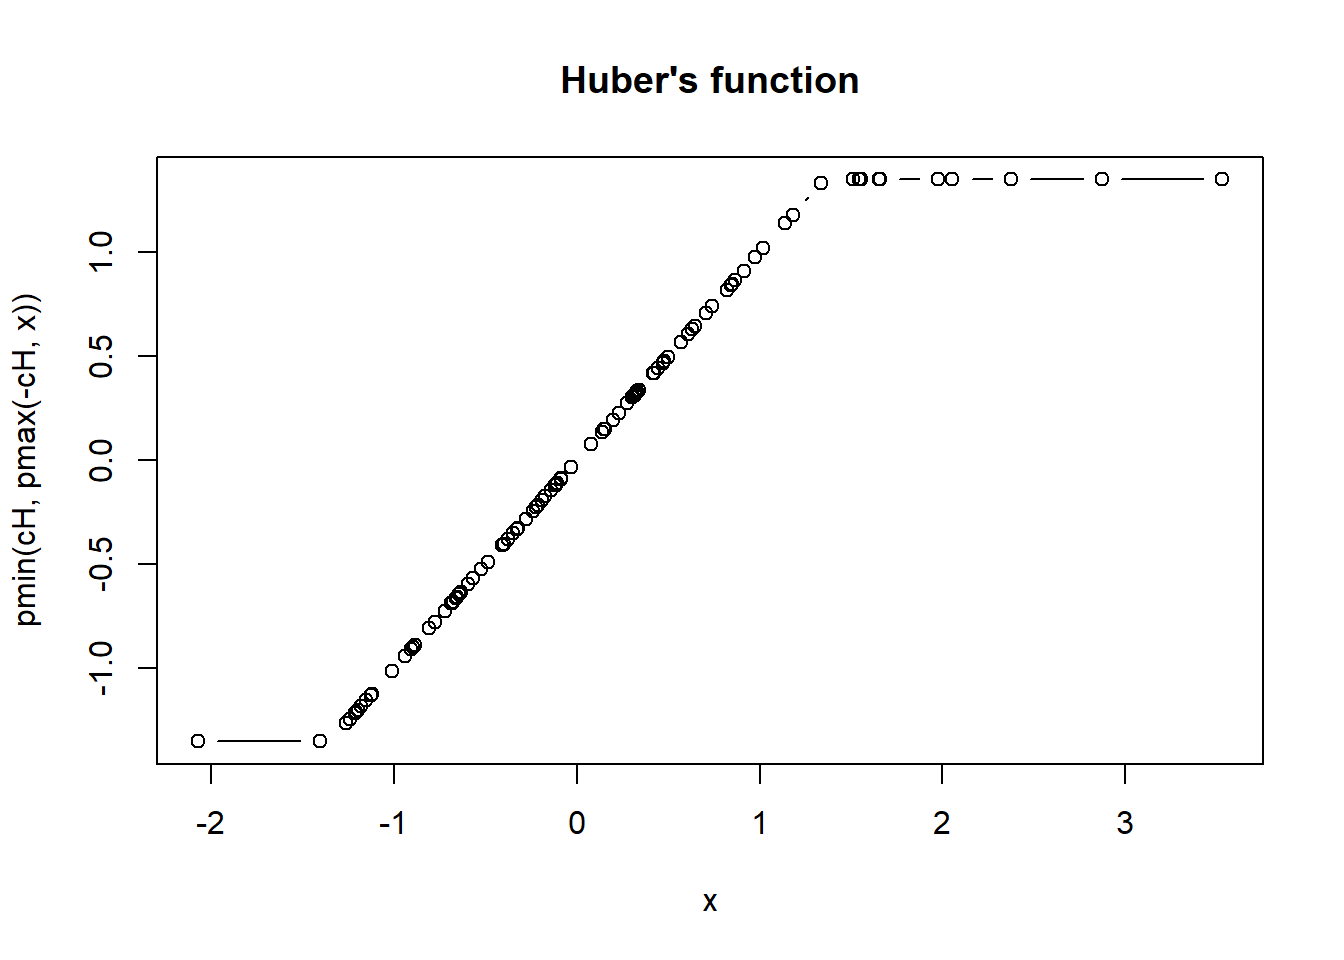 Huber's function
pmin(cH, pmax(-cH, x))
1.0
0.5
0.0
-0.5
-1.0
-2 -1 0 1 2 3
x